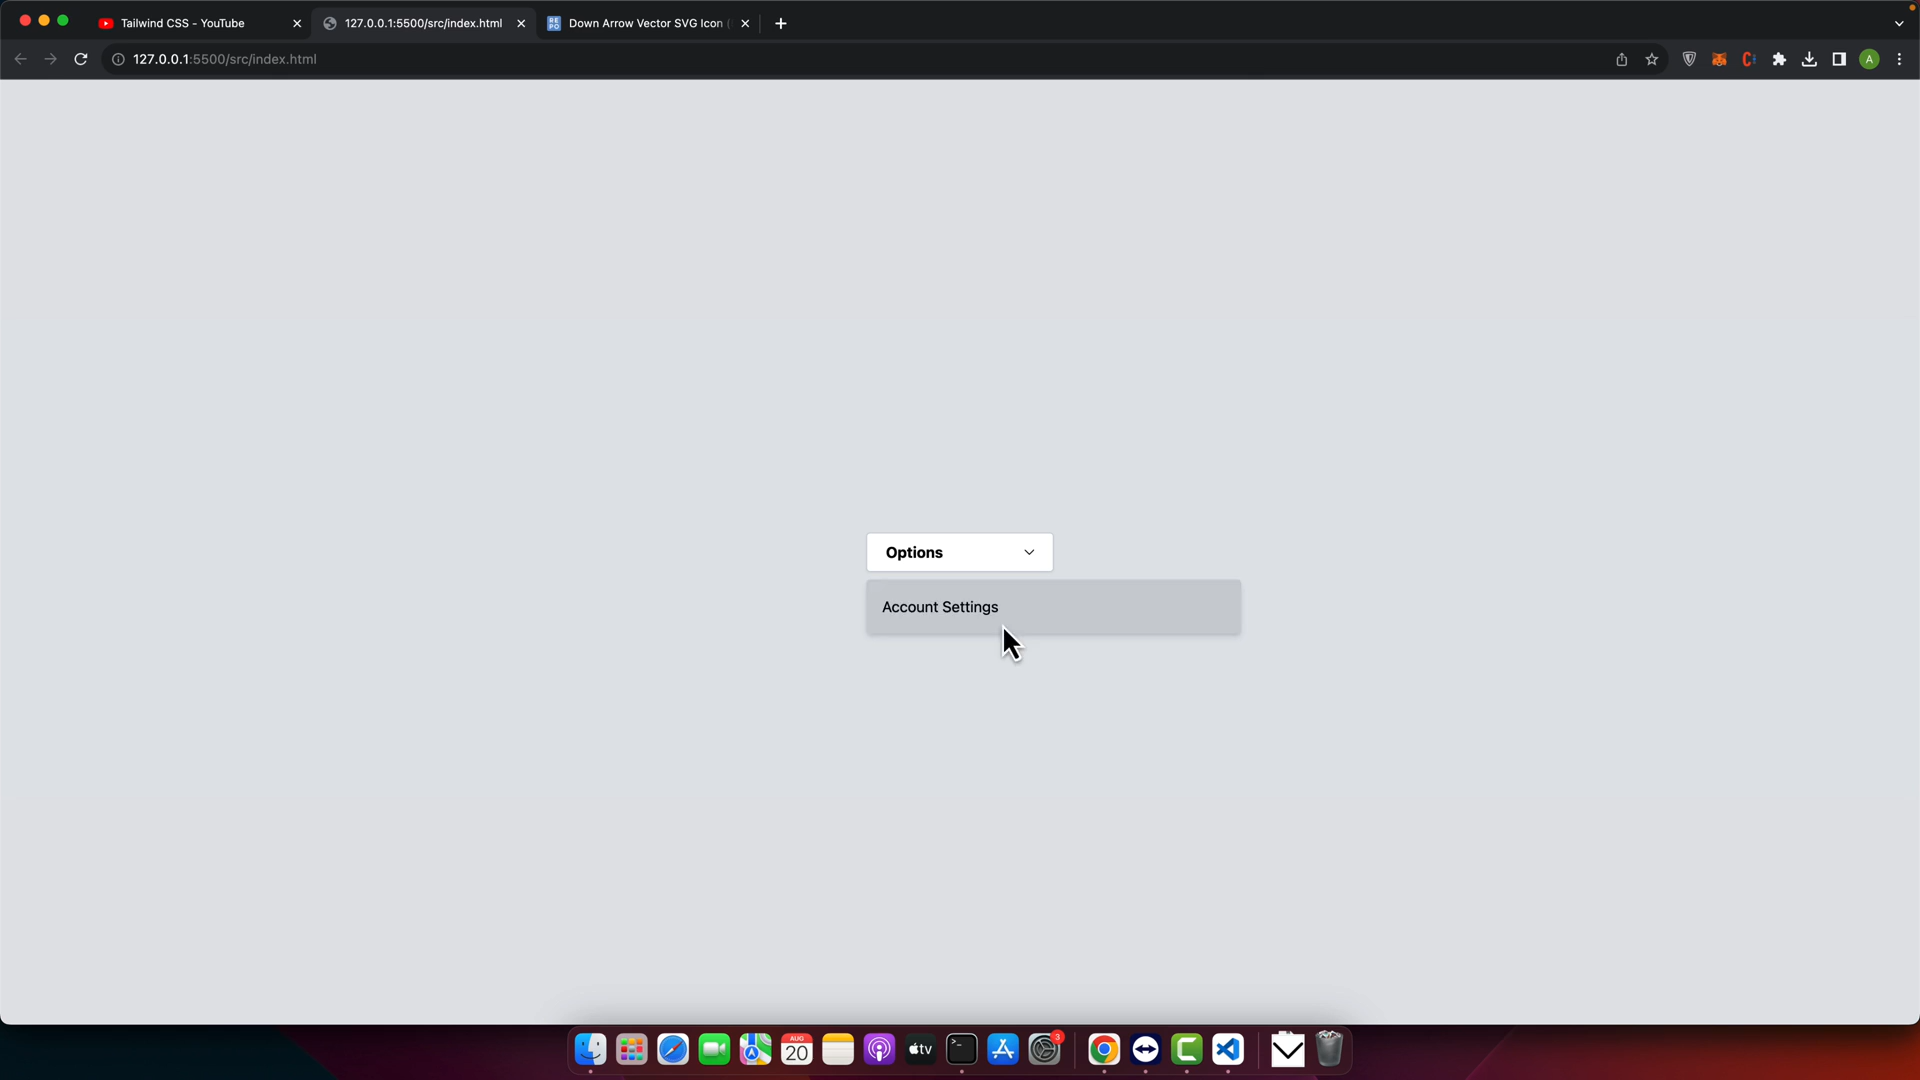 Tailwind CSS - YouTube
127.0.0.1:5500/src/index.html
Down Arrow Vector SVG Icon
127.0.0.1:5500/src/index.html
A
Options
Account Settings
AUG
20
tv
3